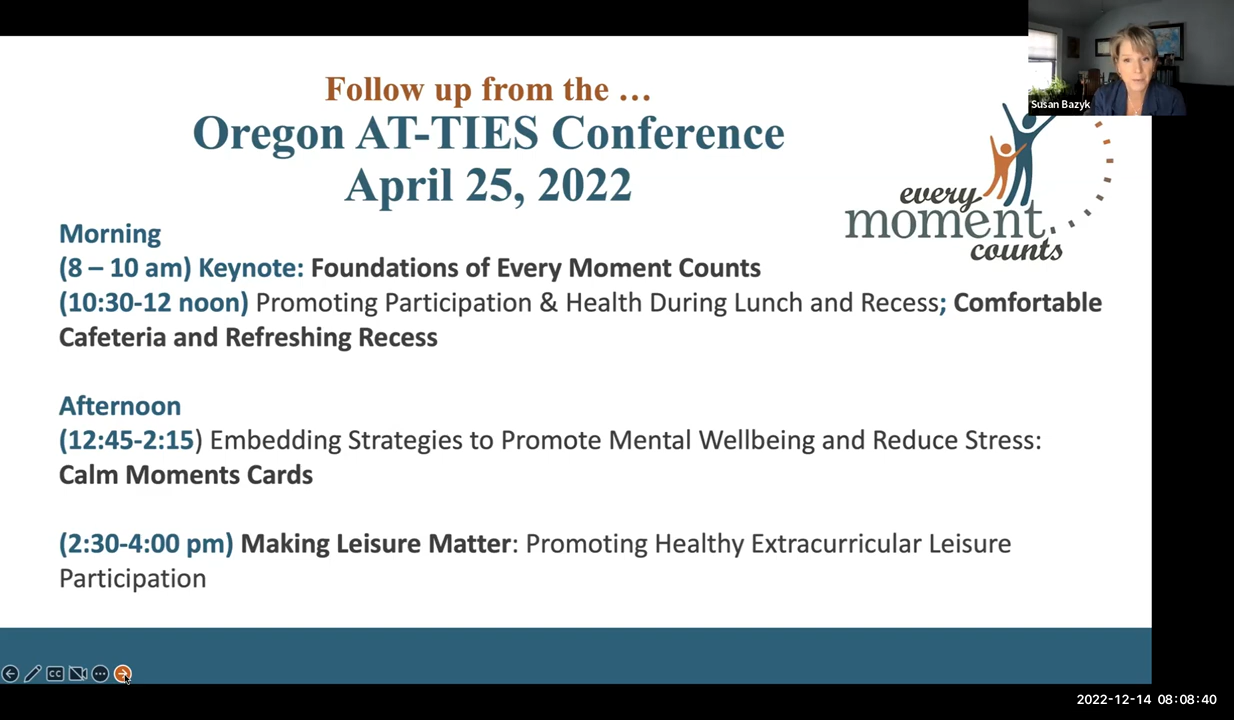 Follow up from the …
Oregon AT-TIES Conference
April 25, 2022
Susan Bazyk
every
moment
counts
Morning
(8 – 10 am) Keynote: Foundations of Every Moment Counts
(10:30-12 noon) Promoting Participation & Health During Lunch and Recess; Comfortable
Cafeteria and Refreshing Recess
Afternoon
(12:45-2:15) Embedding Strategies to Promote Mental Wellbeing and Reduce Stress:
Calm Moments Cards
(2:30-4:00 pm) Making Leisure Matter: Promoting Healthy Extracurricular Leisure
Participation
CC
2022-12-14 08:08:40